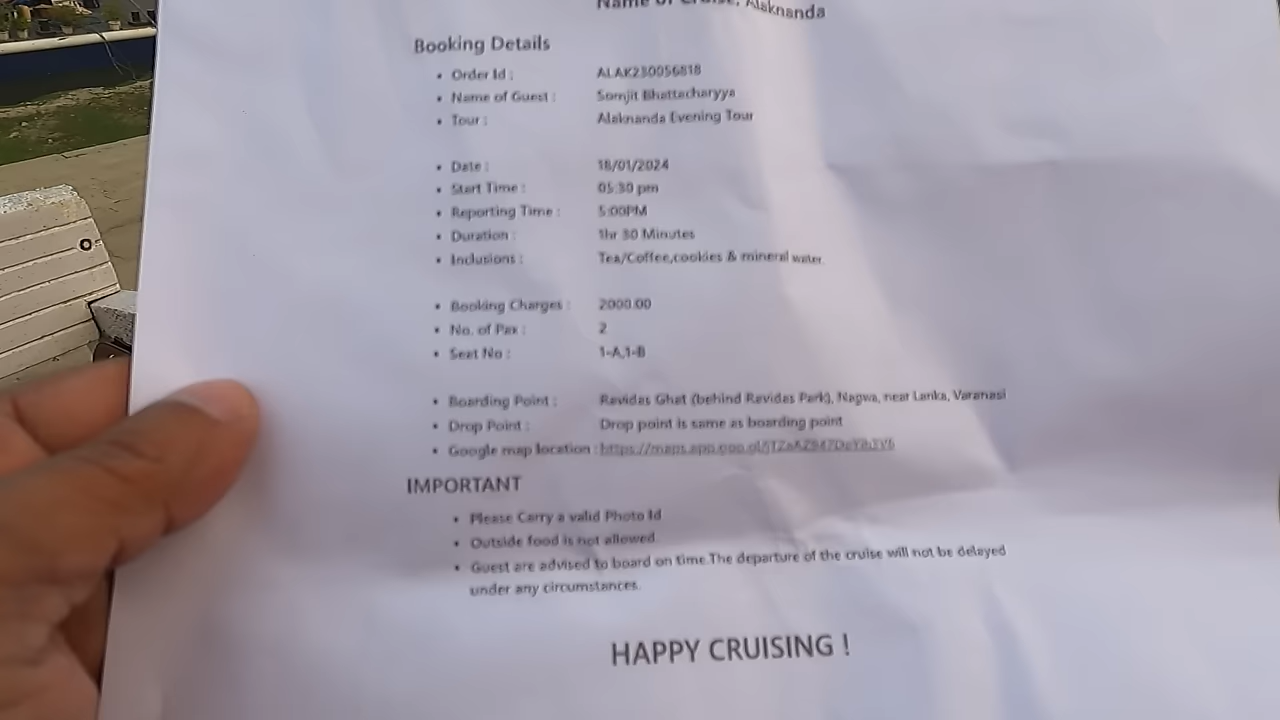 Name of Cruise: Alaknanda
Booking Details
• Order Id : ALAK230056818
• Name of Guest : Somjit Bhattacharyya
• Tour : Alaknanda Evening Tour
• Date : 18/01/2024
• Start Time : 05:30 pm
• Reporting Time : 5:00PM
• Duration : 1hr 30 Minutes
• Inclusions : Tea/Coffee,cookies & mineral water.
• Booking Charges : 2000.00
• No. of Pax : 2
• Seat No : 1-A,1-B
• Boarding Point : Ravidas Ghat (behind Ravidas Park), Nagwa, near Lanka, Varanasi
• Drop Point : Drop point is same as boarding point
• Google map location : https://maps.app.goo.gl/
IMPORTANT
• Please Carry a valid Photo Id
• Outside food is not allowed.
• Guest are advised to board on time.The departure of the cruise will not be delayed
under any circumstances.
HAPPY CRUISING !